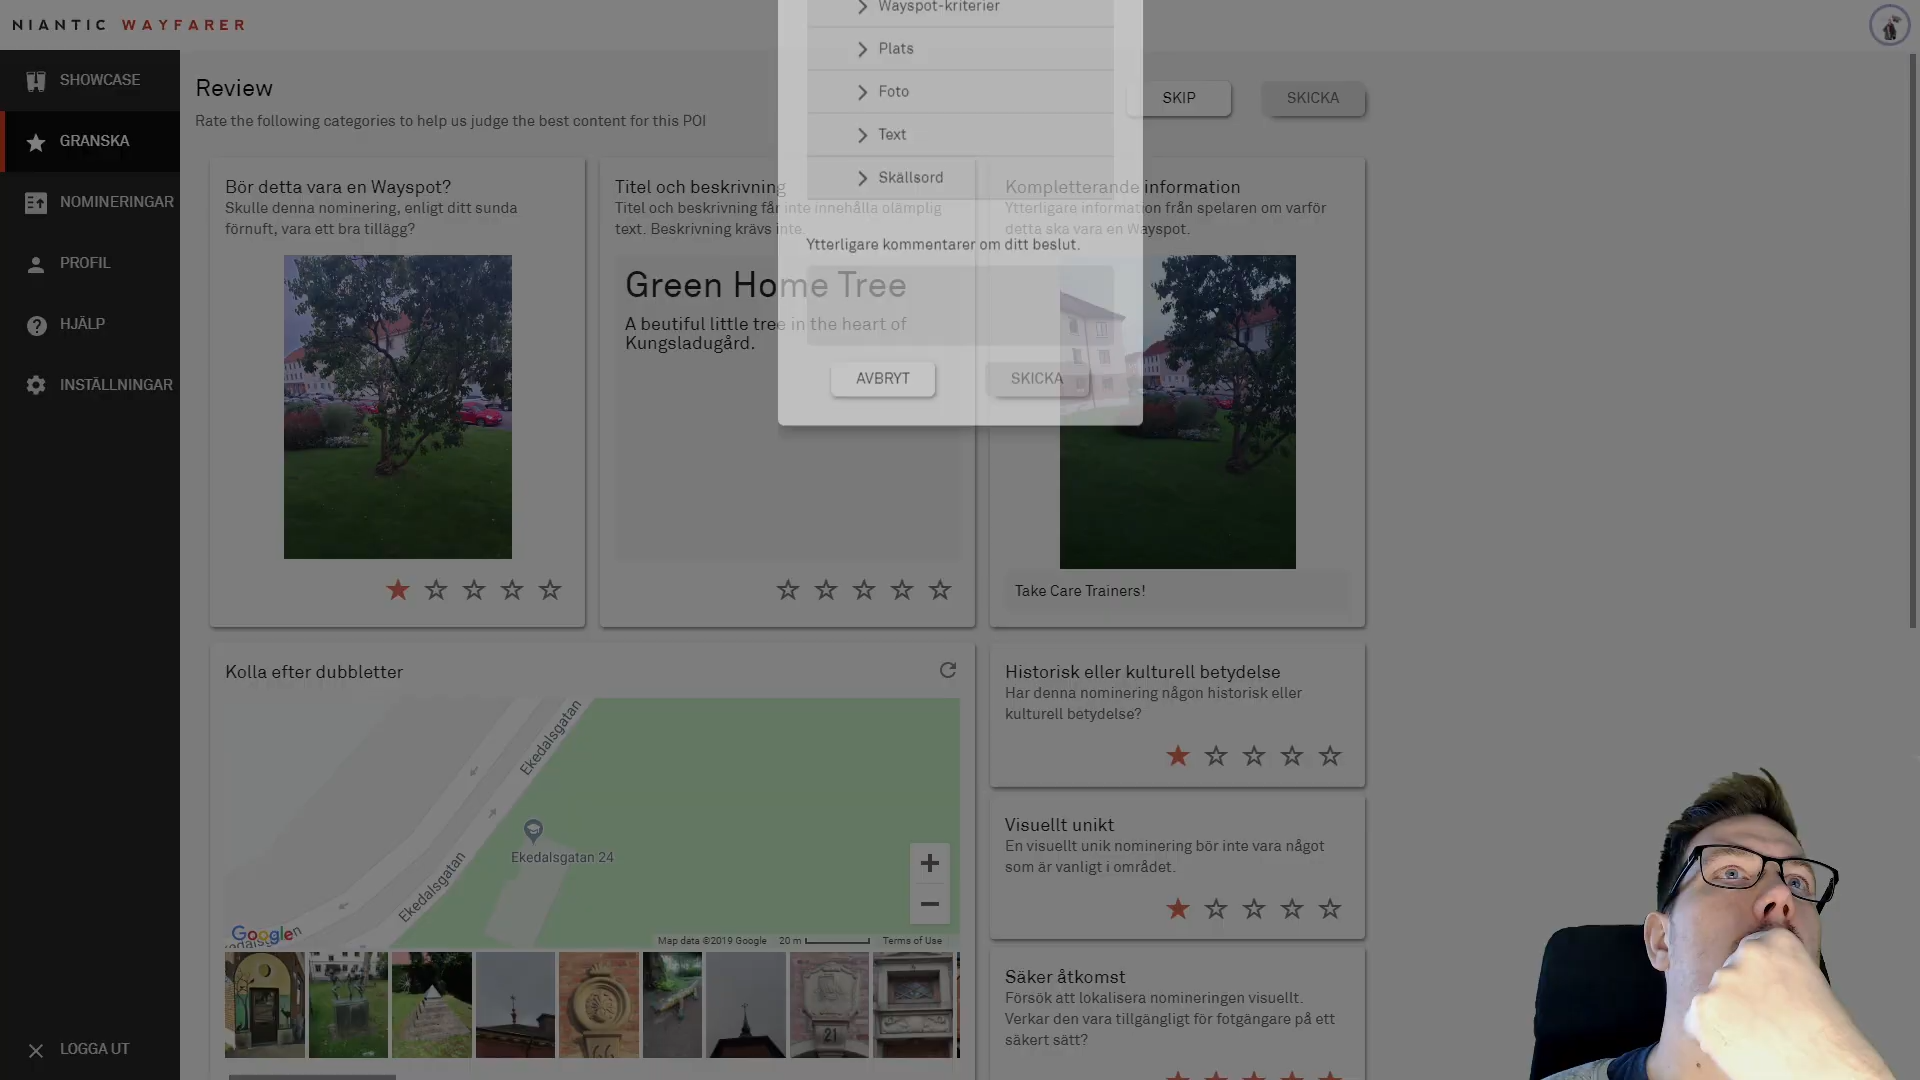 NIANTIC WAYFARER
SHOWCASE
GRANSKA
NOMINERINGAR
PROFIL
HJÄLP
INSTÄLLNINGAR
LOGGA UT
Review
Rate the following categories to help us judge the best content for this POI
SKIP
SKICKA
Wayspot-kriterier
Plats
Foto
Text
Skällsord
Ytterligare kommentarer om ditt beslut.
AVBRYT
SKICKA
Bör detta vara en Wayspot?
Skulle denna nominering, enligt ditt sunda
förnuft, vara ett bra tillägg?
Titel och beskrivning
Titel och beskrivning får inte innehålla olämplig
text. Beskrivning krävs inte.
Green Home Tree
A beutiful little tree in the heart of
Kungsladugård.
Kompletterande information
Ytterligare information från spelaren om varför
detta ska vara en Wayspot.
Take Care Trainers!
Kolla efter dubbletter
Ekedalsgatan
Ekedalsgatan
Ekedalsgatan 24
Google
Map data ©2019 Google
20 m
Terms of Use
21
66
Historisk eller kulturell betydelse
Har denna nominering någon historisk eller
kulturell betydelse?
Visuellt unikt
En visuellt unik nominering bör inte vara något
som är vanligt i området.
Säker åtkomst
Försök att lokalisera nomineringen visuellt.
Verkar den vara tillgängligt för fotgängare på ett
säkert sätt?